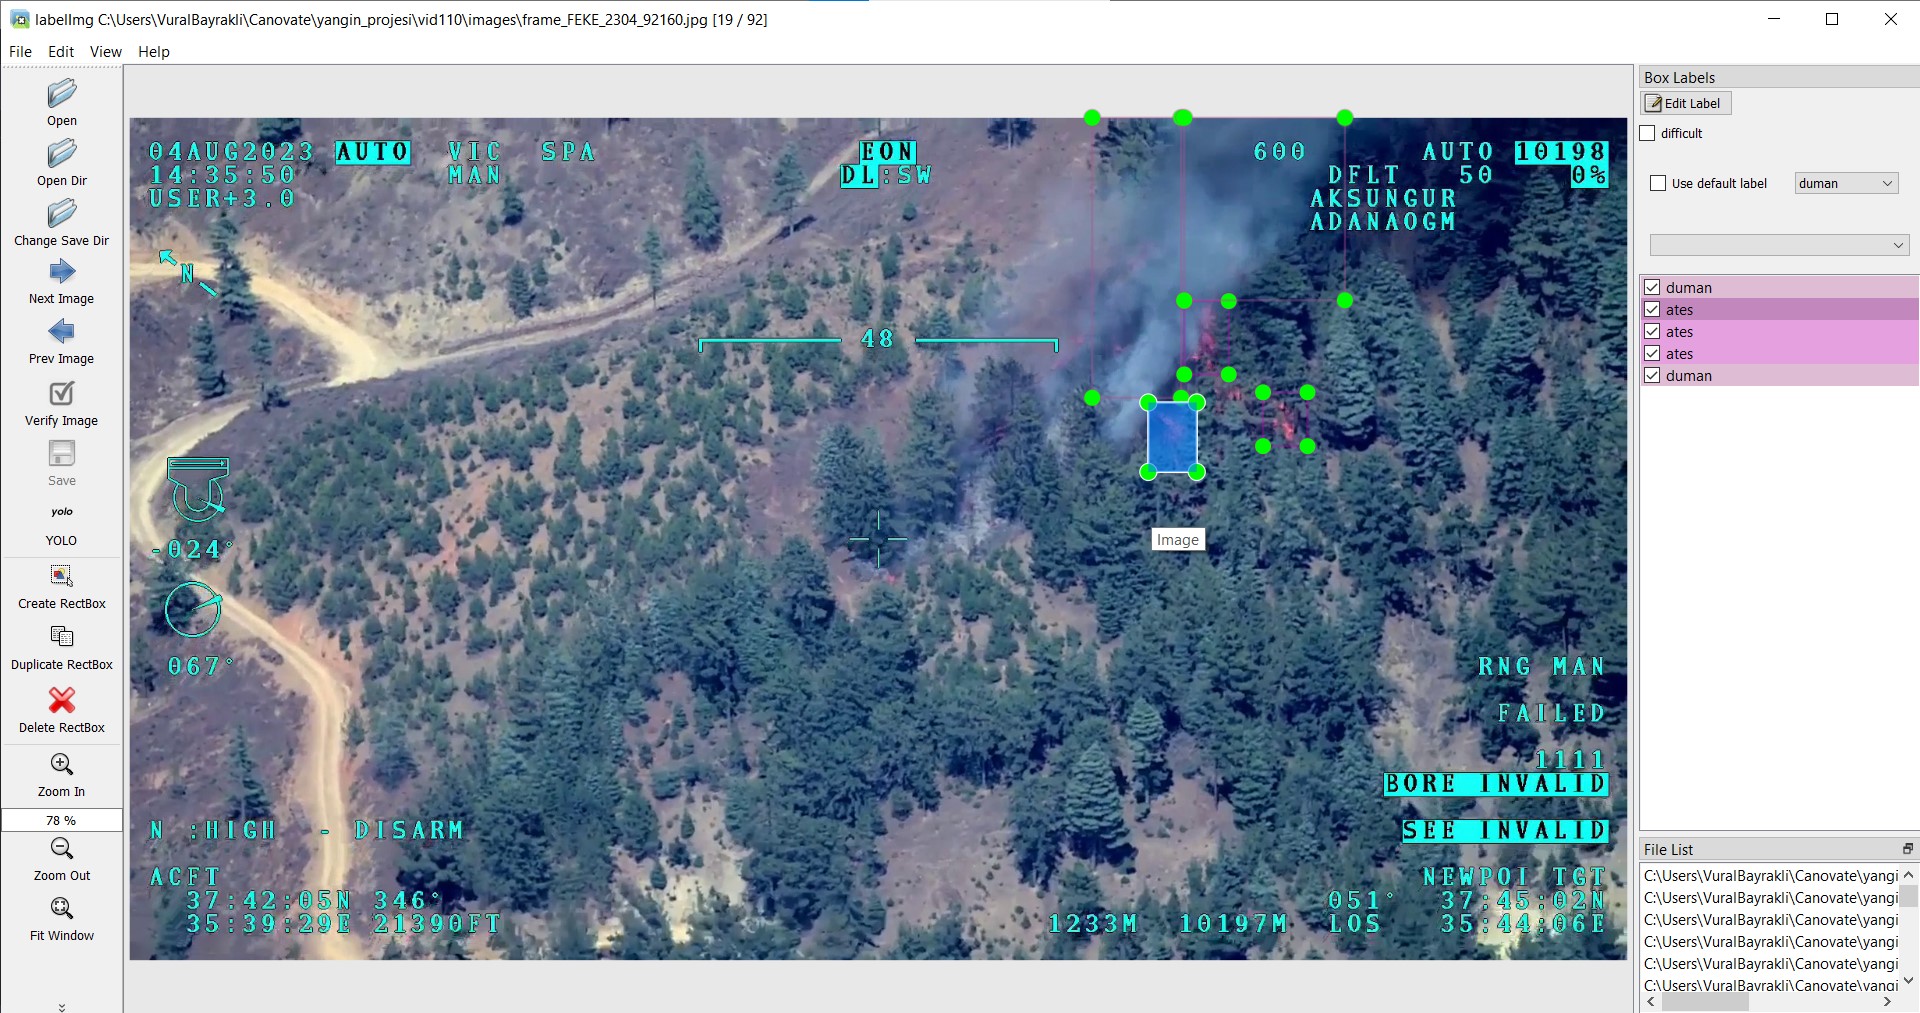 labelImg C:\Users\VuralBayrakli\Canovate\yangin_projesi\vid110\images\frame_FEKE_2304_92160.jpg [19 / 92]
File Edit View Help
Open
Open Dir
Change Save Dir
Next Image
Prev Image
Verify Image
Save
yolo
YOLO
Create RectBox
Duplicate RectBox
Delete RectBox
Zoom In
78 %
Zoom Out
Fit Window
04AUG2023 AUTO VIC SPA EON 600 AUTO 10198
14:35:50 MAN DL:SW DFLT 50 0%
USER+3.0 AKSUNGUR
ADANAOGM
N
48
-024°
Image
067°
RNG MAN
FAILED
1111
BORE INVALID
N :HIGH - DISARM SEE INVALID
ACFT NEWPOI TGT
37:42:05N 346° 051° 37:45:02N
35:39:29E 21390FT 1233M 10197M LOS 35:44:06E
Box Labels
Edit Label
difficult
Use default label duman
duman
ates
ates
ates
duman
File List
C:\Users\VuralBayrakli\Canovate\yangi
C:\Users\VuralBayrakli\Canovate\yangi
C:\Users\VuralBayrakli\Canovate\yangi
C:\Users\VuralBayrakli\Canovate\yangi
C:\Users\VuralBayrakli\Canovate\yangi
C:\Users\VuralBayrakli\Canovate\yangi